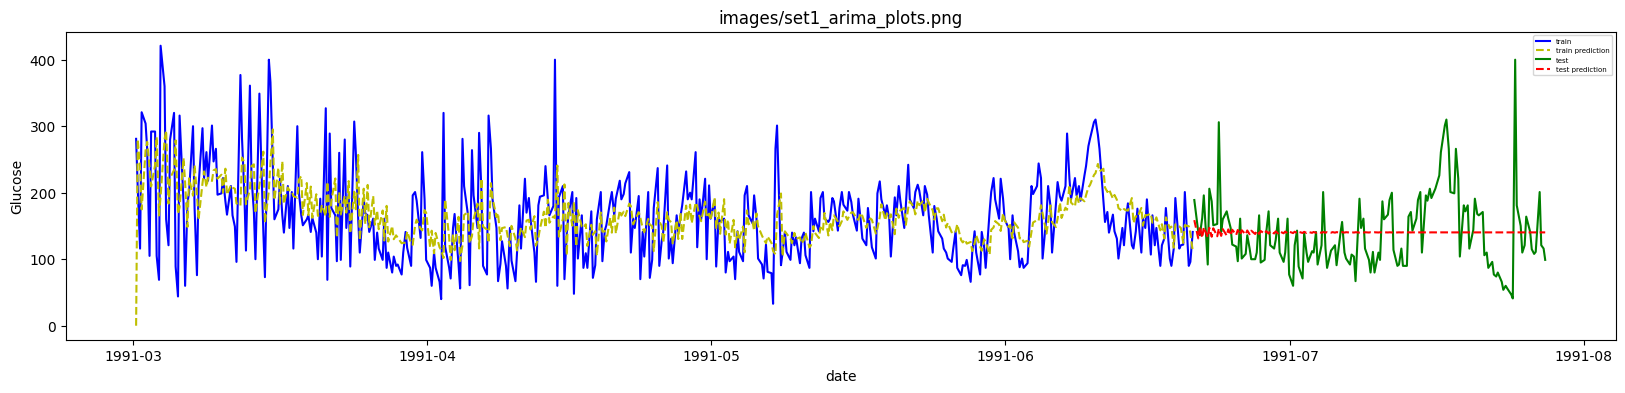 images/set1_arima_plots.png
train
train prediction
test
test prediction
Glucose
400
300
200
100
0
1991-03
1991-04
1991-05
1991-06
1991-07
1991-08
date